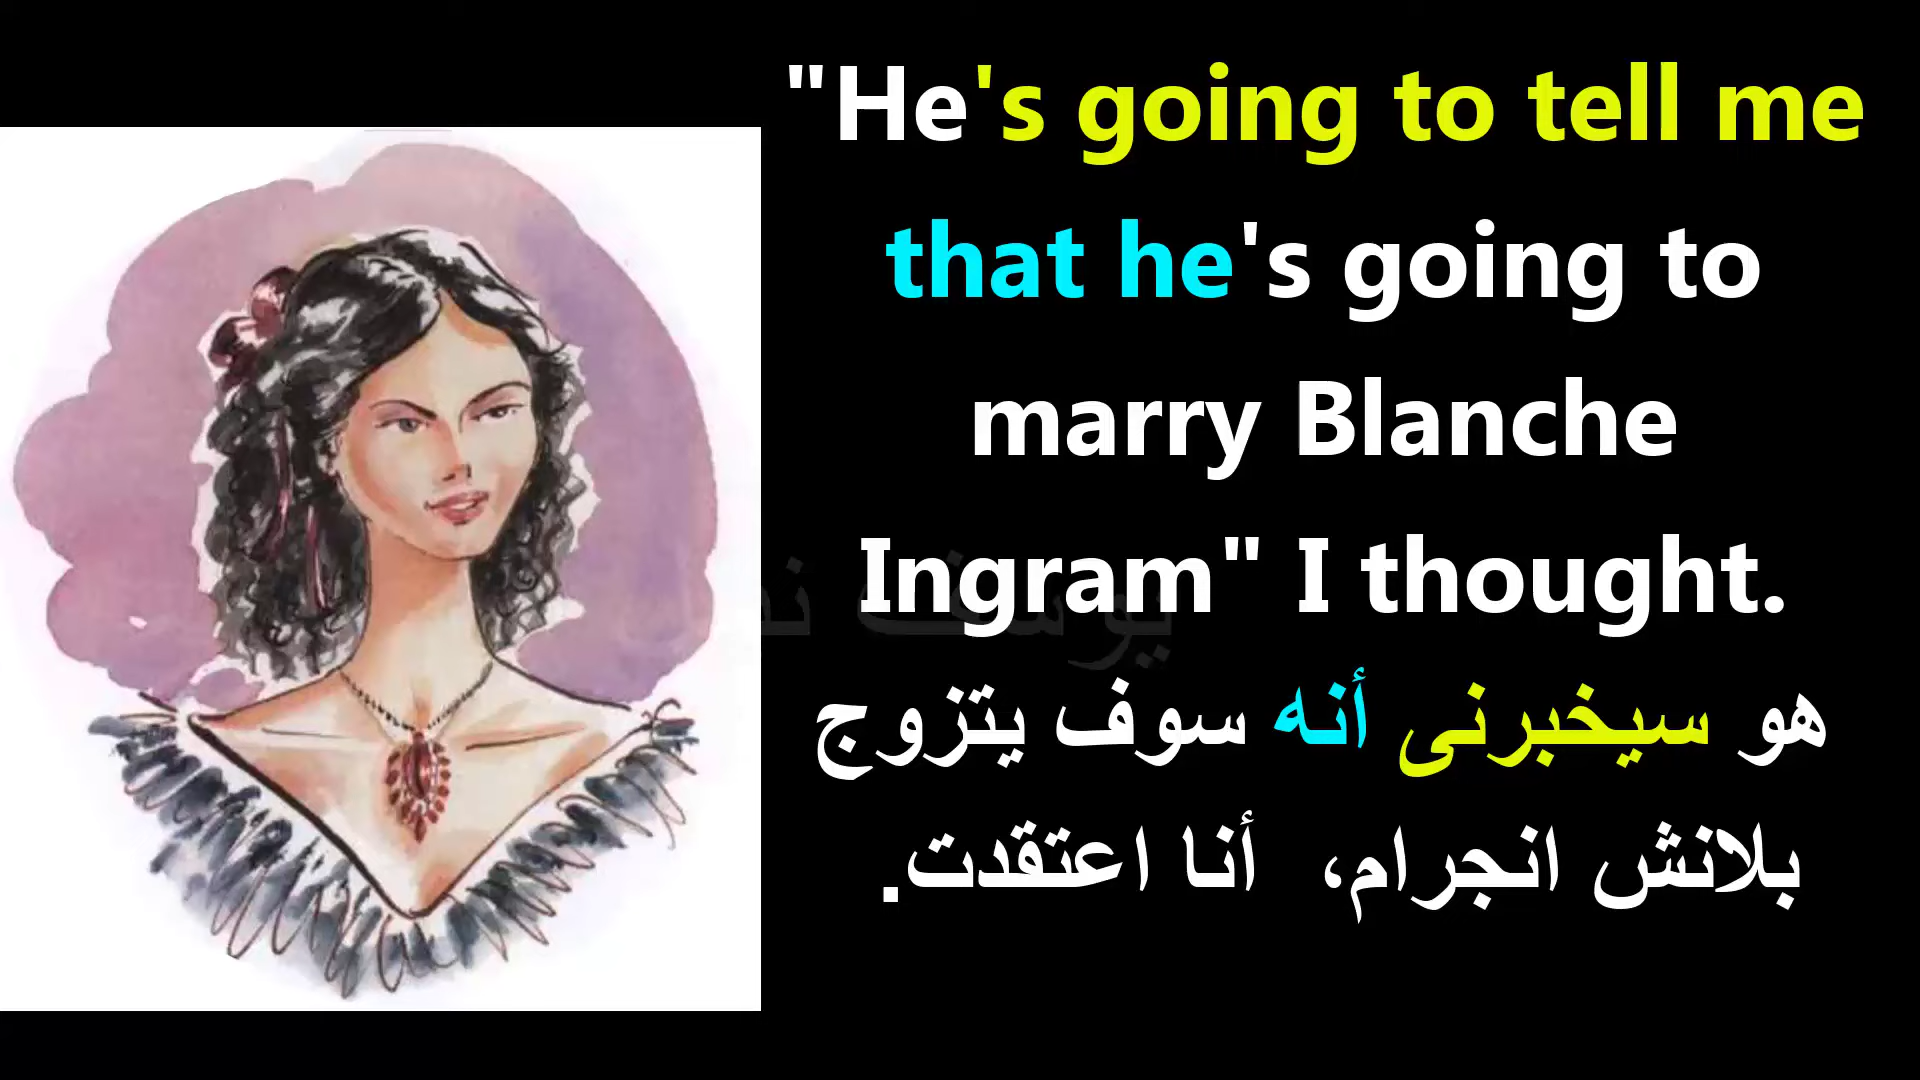 "He's going to tell me
that he's going to
marry Blanche
Ingram" I thought.
هو سيخبرنى أنه سوف يتزوج
بلانش انجرام، أنا اعتقدت.
يوسف